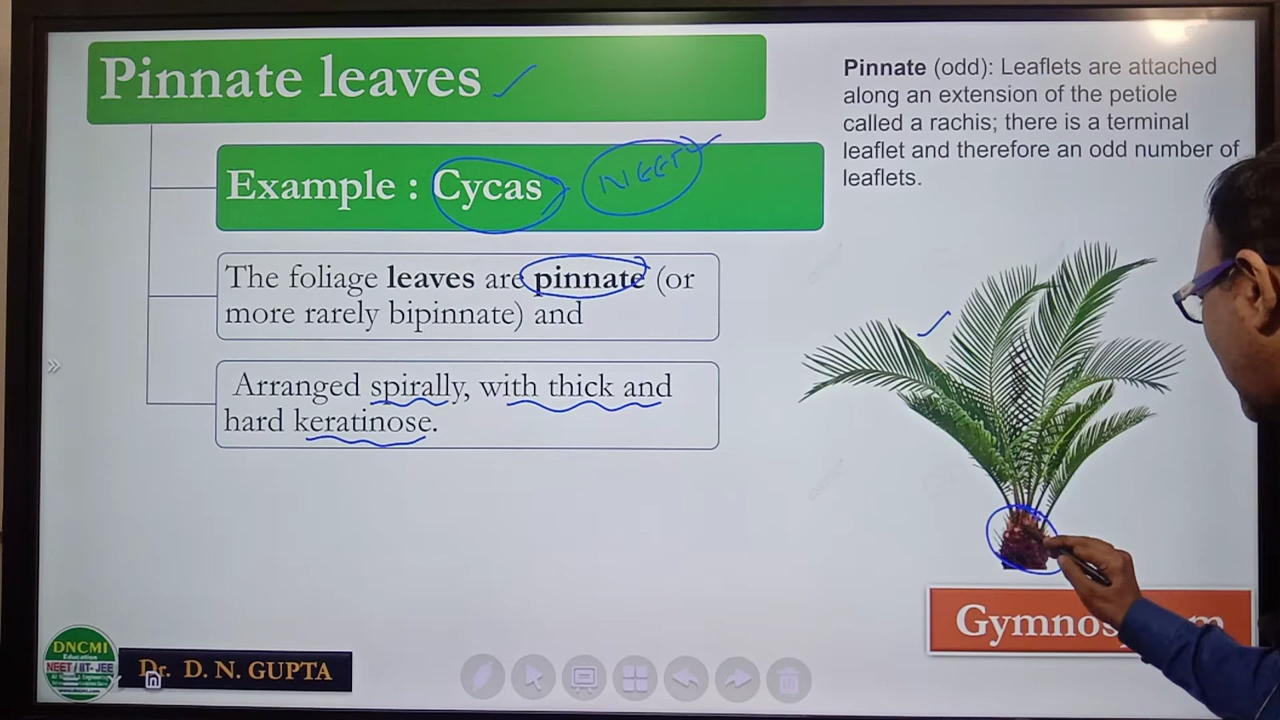 Pinnate leaves
Example : Cycas
NEET
The foliage leaves are pinnate (or
more rarely bipinnate) and
Arranged spirally, with thick and
hard keratinose.
Pinnate (odd): Leaflets are attached
along an extension of the petiole
called a rachis; there is a terminal
leaflet and therefore an odd number of
leaflets.
DNCMI
Education
NEET / IIT-JEE
Dr. D. N. GUPTA